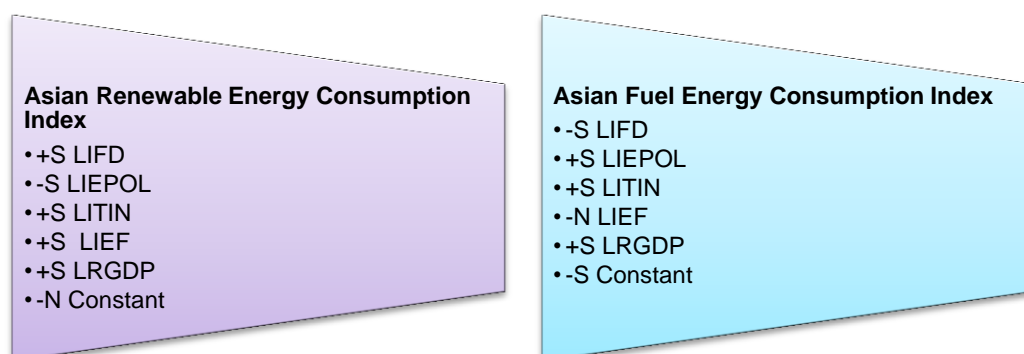 Asian Renewable Energy Consumption
Index
• +S LIFD
• -S LIEPOL
• +S LITIN
• +S  LIEF
• +S LRGDP
• -N Constant
Asian Fuel Energy Consumption Index
• -S LIFD
• +S LIEPOL
• +S LITIN
• -N LIEF
• +S LRGDP
• -S Constant